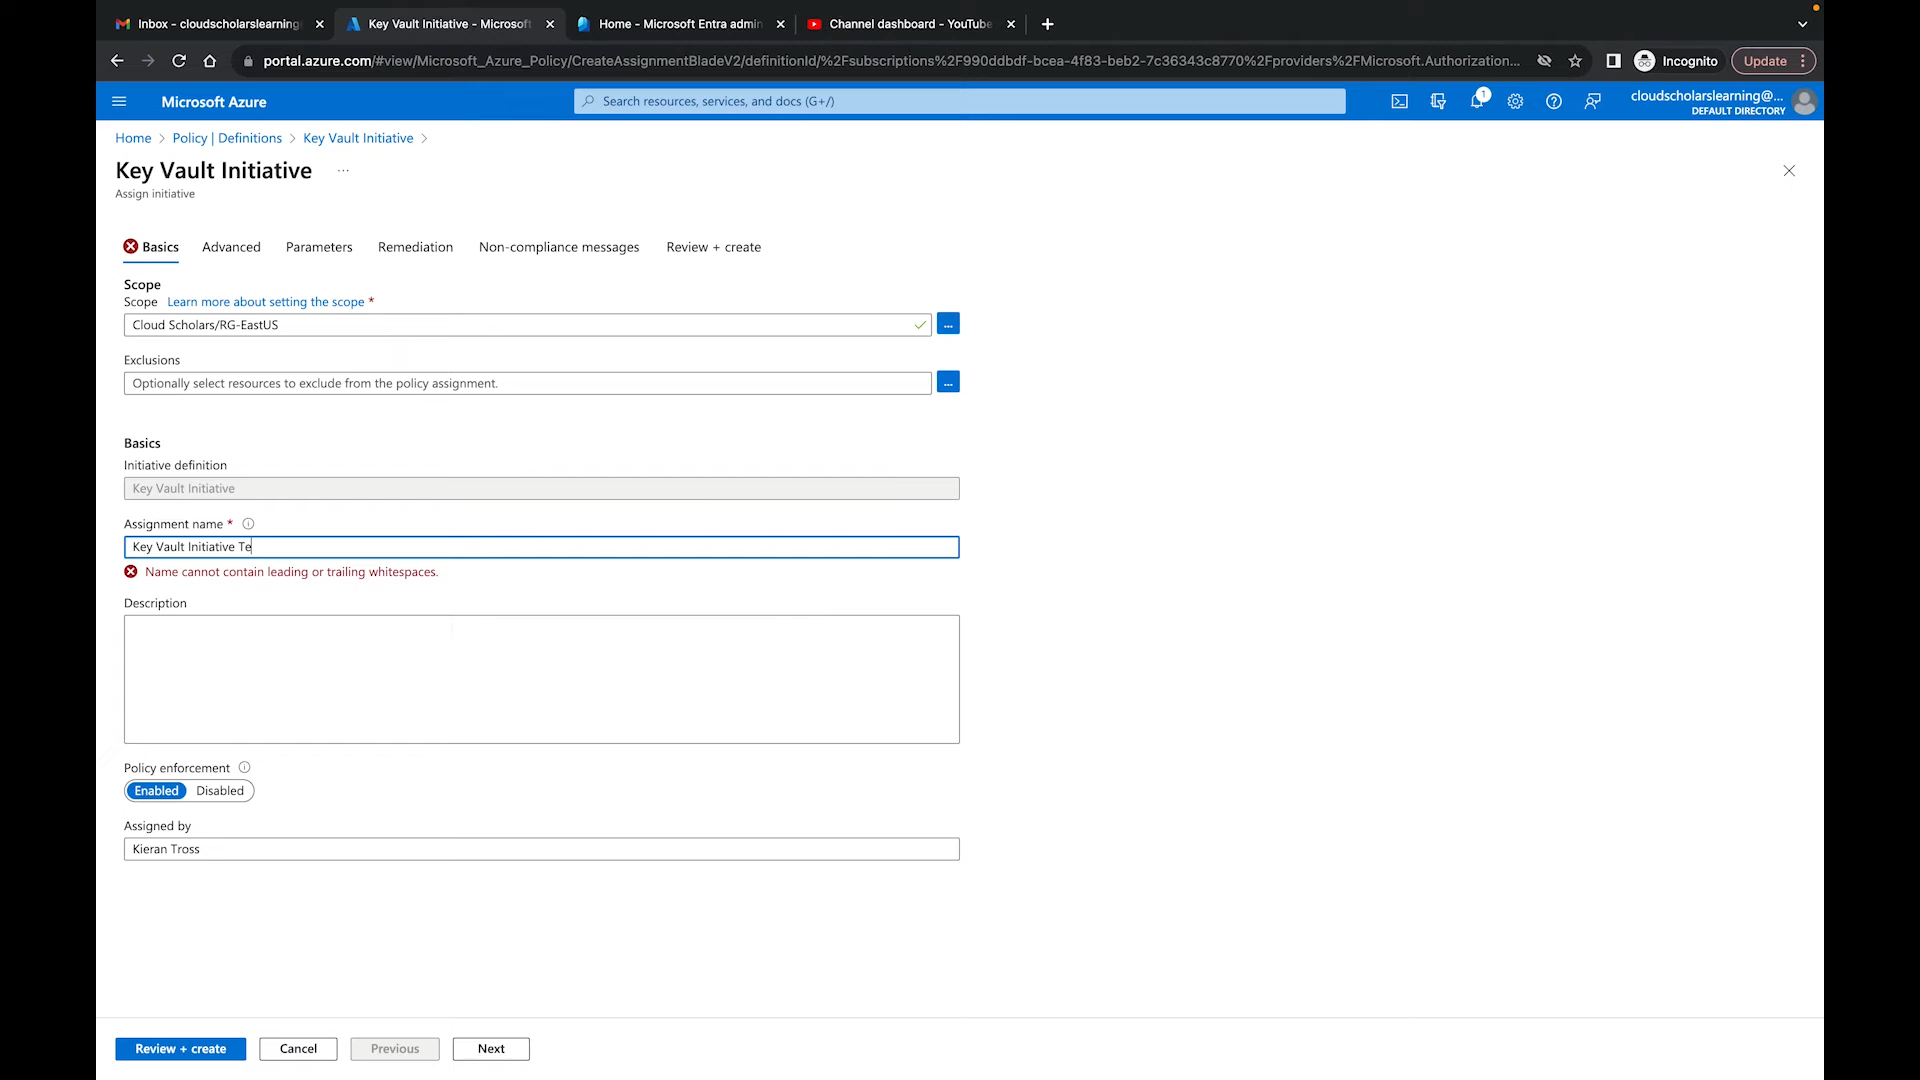 Inbox - cloudscholarslearning
Key Vault Initiative - Microsoft
Home - Microsoft Entra admin
Channel dashboard - YouTube
portal.azure.com/#view/Microsoft_Azure_Policy/CreateAssignmentBladeV2/definitionId/%2Fsubscriptions%2F990ddbdf-bcea-4f83-beb2-7c36343c8770%2Fproviders%2FMicrosoft.Authorization...
Incognito
Update
Microsoft Azure
Search resources, services, and docs (G+/)
1
cloudscholarslearning@...
DEFAULT DIRECTORY
Home > Policy | Definitions > Key Vault Initiative >
Key Vault Initiative ...
Assign initiative
Basics Advanced Parameters Remediation Non-compliance messages Review + create
Scope
Scope Learn more about setting the scope *
Cloud Scholars/RG-EastUS
...
Exclusions
Optionally select resources to exclude from the policy assignment.
...
Basics
Initiative definition
Key Vault Initiative
Assignment name *
Key Vault Initiative Te
Name cannot contain leading or trailing whitespaces.
Description
Policy enforcement
Enabled Disabled
Assigned by
Kieran Tross
Review + create Cancel Previous Next